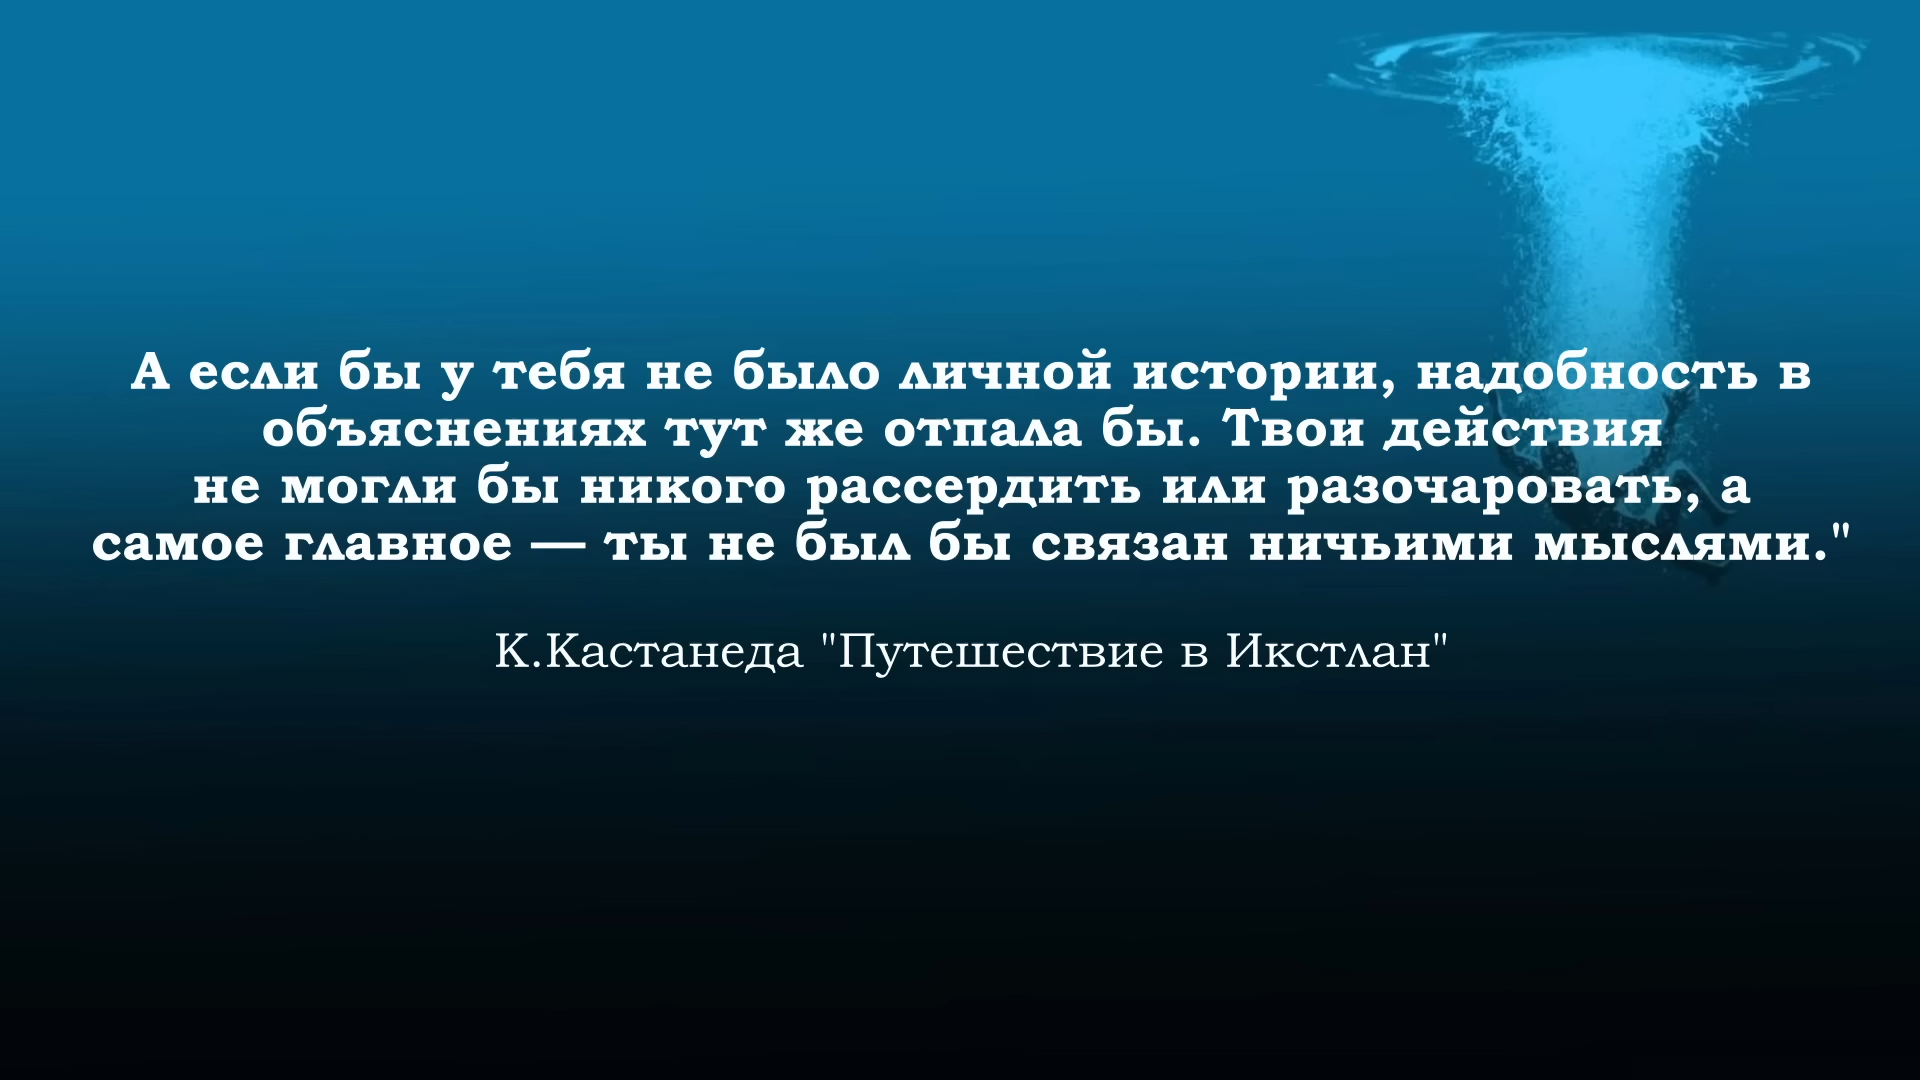 А если бы у тебя не было личной истории, надобность в
объяснениях тут же отпала бы. Твои действия
не могли бы никого рассердить или разочаровать, а
самое главное — ты не был бы связан ничьими мыслями."
К.Кастанеда "Путешествие в Икстлан"